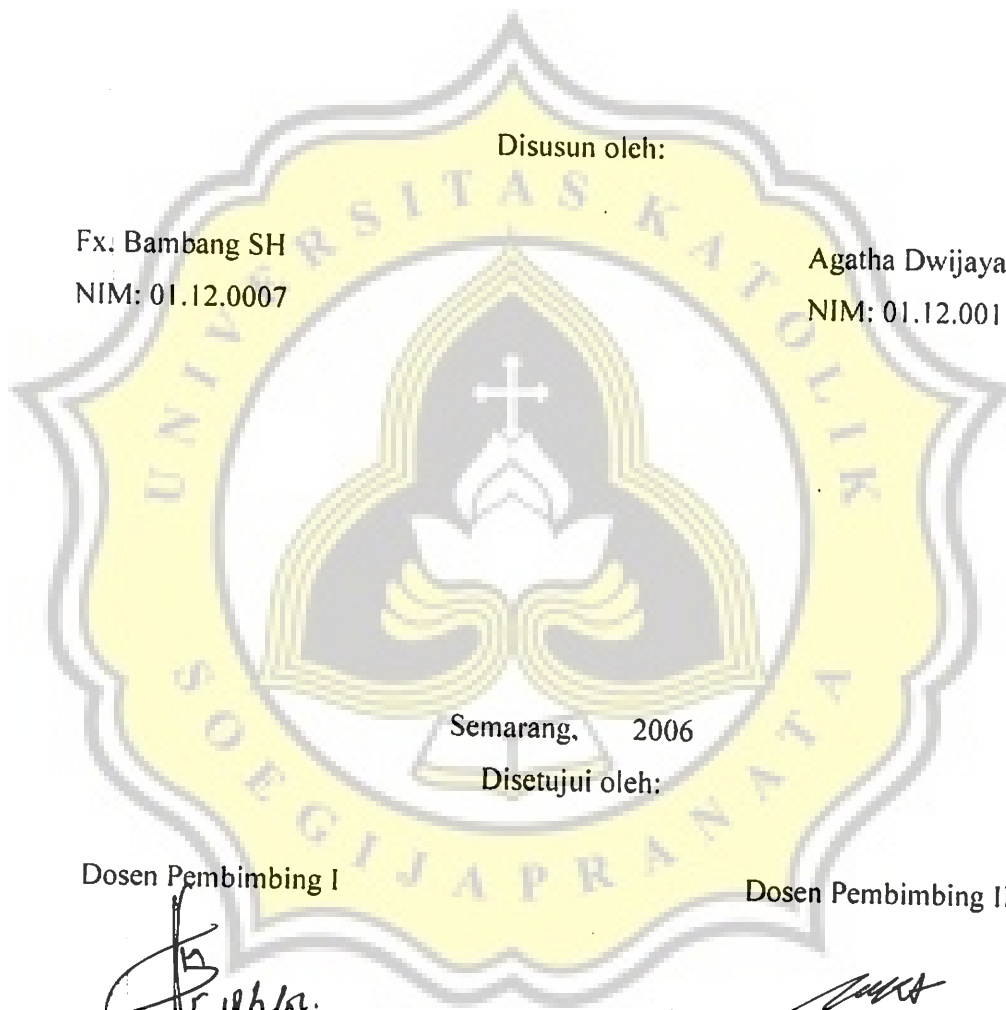 Disusun oleh:
Fx. Bambang SH
NIM: 01.12.0007
Agatha Dwijaya
NIM: 01.12.001
UNIVERSITAS KATOLIK
SOEGIJAPRANATA
Semarang, 2006
Disetujui oleh:
Dosen Pembimbing I
Dosen Pembimbing